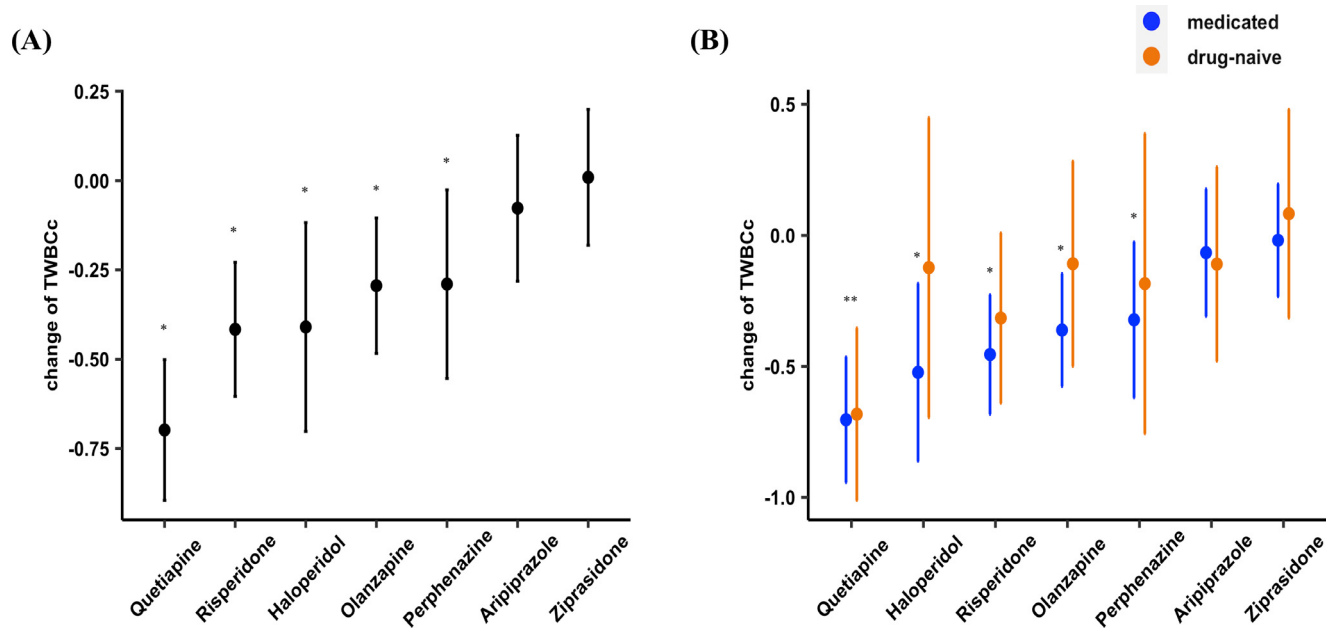 (A)
0.25
0.00
-0.25
-0.50
-0.75
change of TWBCc
*
*
*
*
*
Quetiapine
Risperidone
Haloperidol
Olanzapine
Perphenazine
Aripiprazole
Ziprasidone
(B)
medicated
drug-naive
0.5
0.0
-0.5
-1.0
change of TWBCc
**
*
*
*
*
Quetiapine
Haloperidol
Risperidone
Olanzapine
Perphenazine
Aripiprazole
Ziprasidone